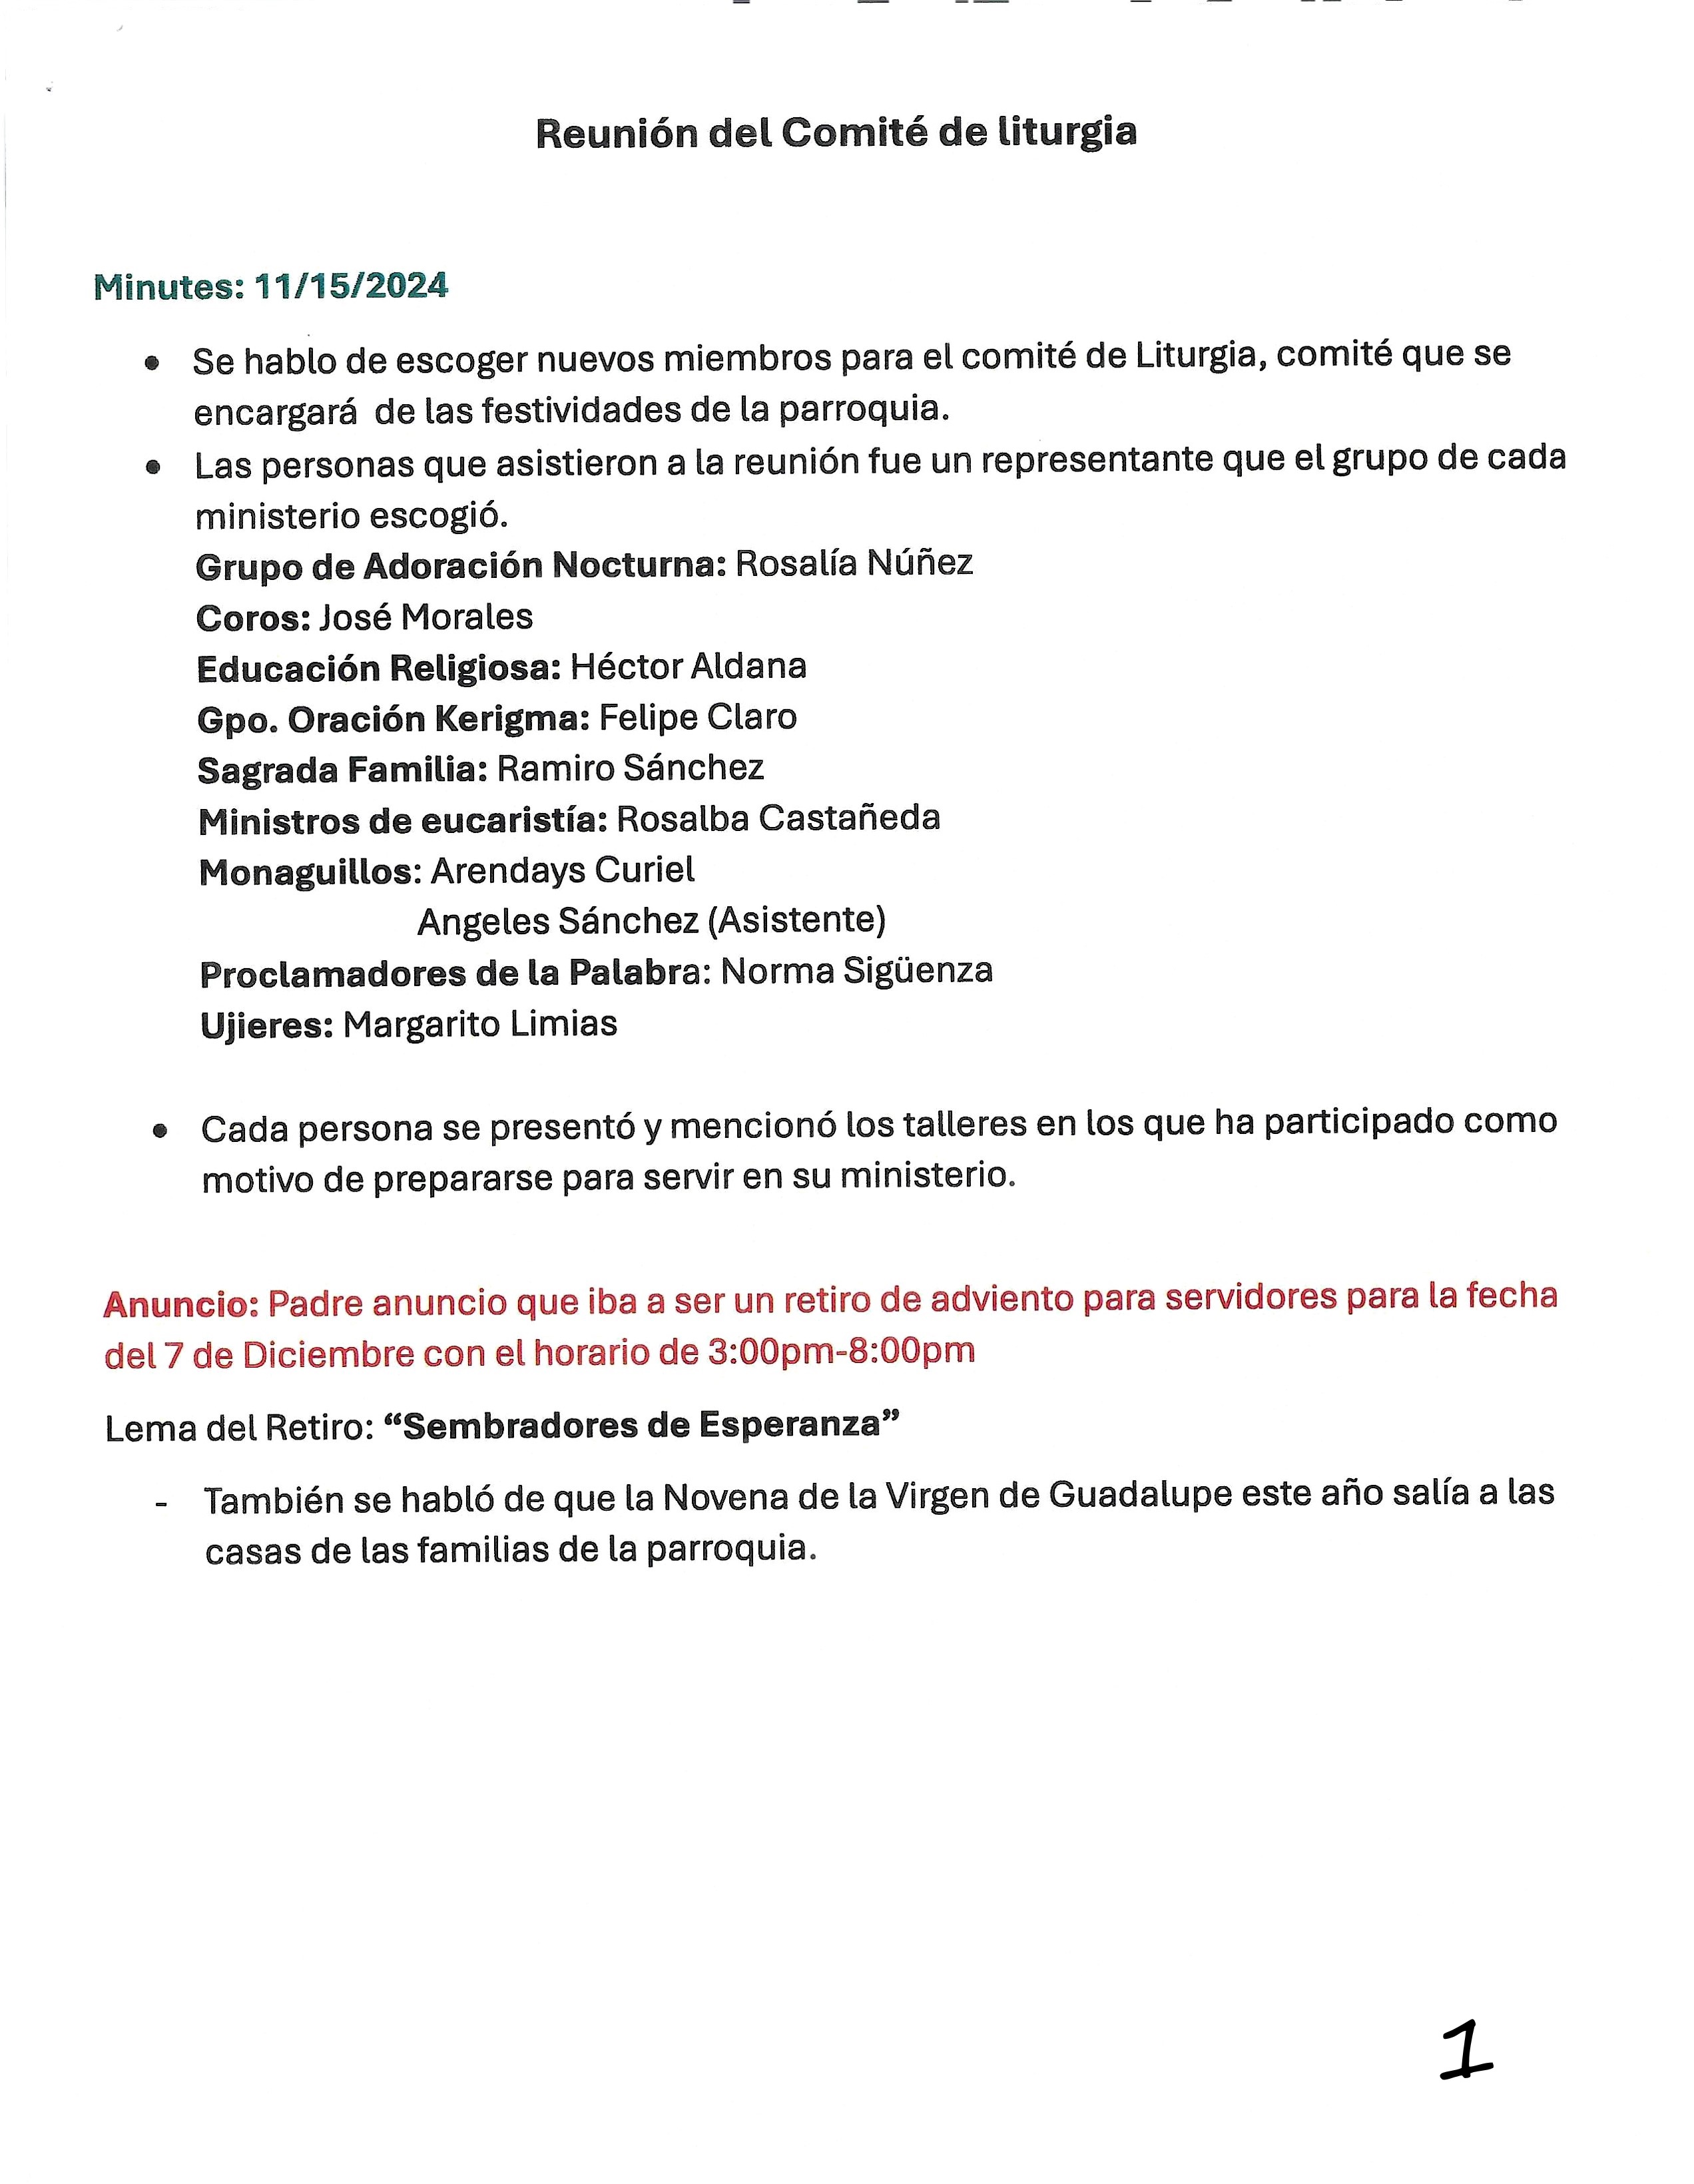 Reunión del Comité de liturgia
Minutes: 11/15/2024
• Se hablo de escoger nuevos miembros para el comité de Liturgia, comité que se
encargará de las festividades de la parroquia.
• Las personas que asistieron a la reunión fue un representante que el grupo de cada
ministerio escogió.
Grupo de Adoración Nocturna: Rosalía Núñez
Coros: José Morales
Educación Religiosa: Héctor Aldana
Gpo. Oración Kerigma: Felipe Claro
Sagrada Familia: Ramiro Sánchez
Ministros de eucaristía: Rosalba Castañeda
Monaguillos: Arendays Curiel
Angeles Sánchez (Asistente)
Proclamadores de la Palabra: Norma Sigüenza
Ujieres: Margarito Limias
• Cada persona se presentó y mencionó los talleres en los que ha participado como
motivo de prepararse para servir en su ministerio.
Anuncio: Padre anuncio que iba a ser un retiro de adviento para servidores para la fecha
del 7 de Diciembre con el horario de 3:00pm-8:00pm
Lema del Retiro: “Sembradores de Esperanza”
- También se habló de que la Novena de la Virgen de Guadalupe este año salía a las
casas de las familias de la parroquia.
1